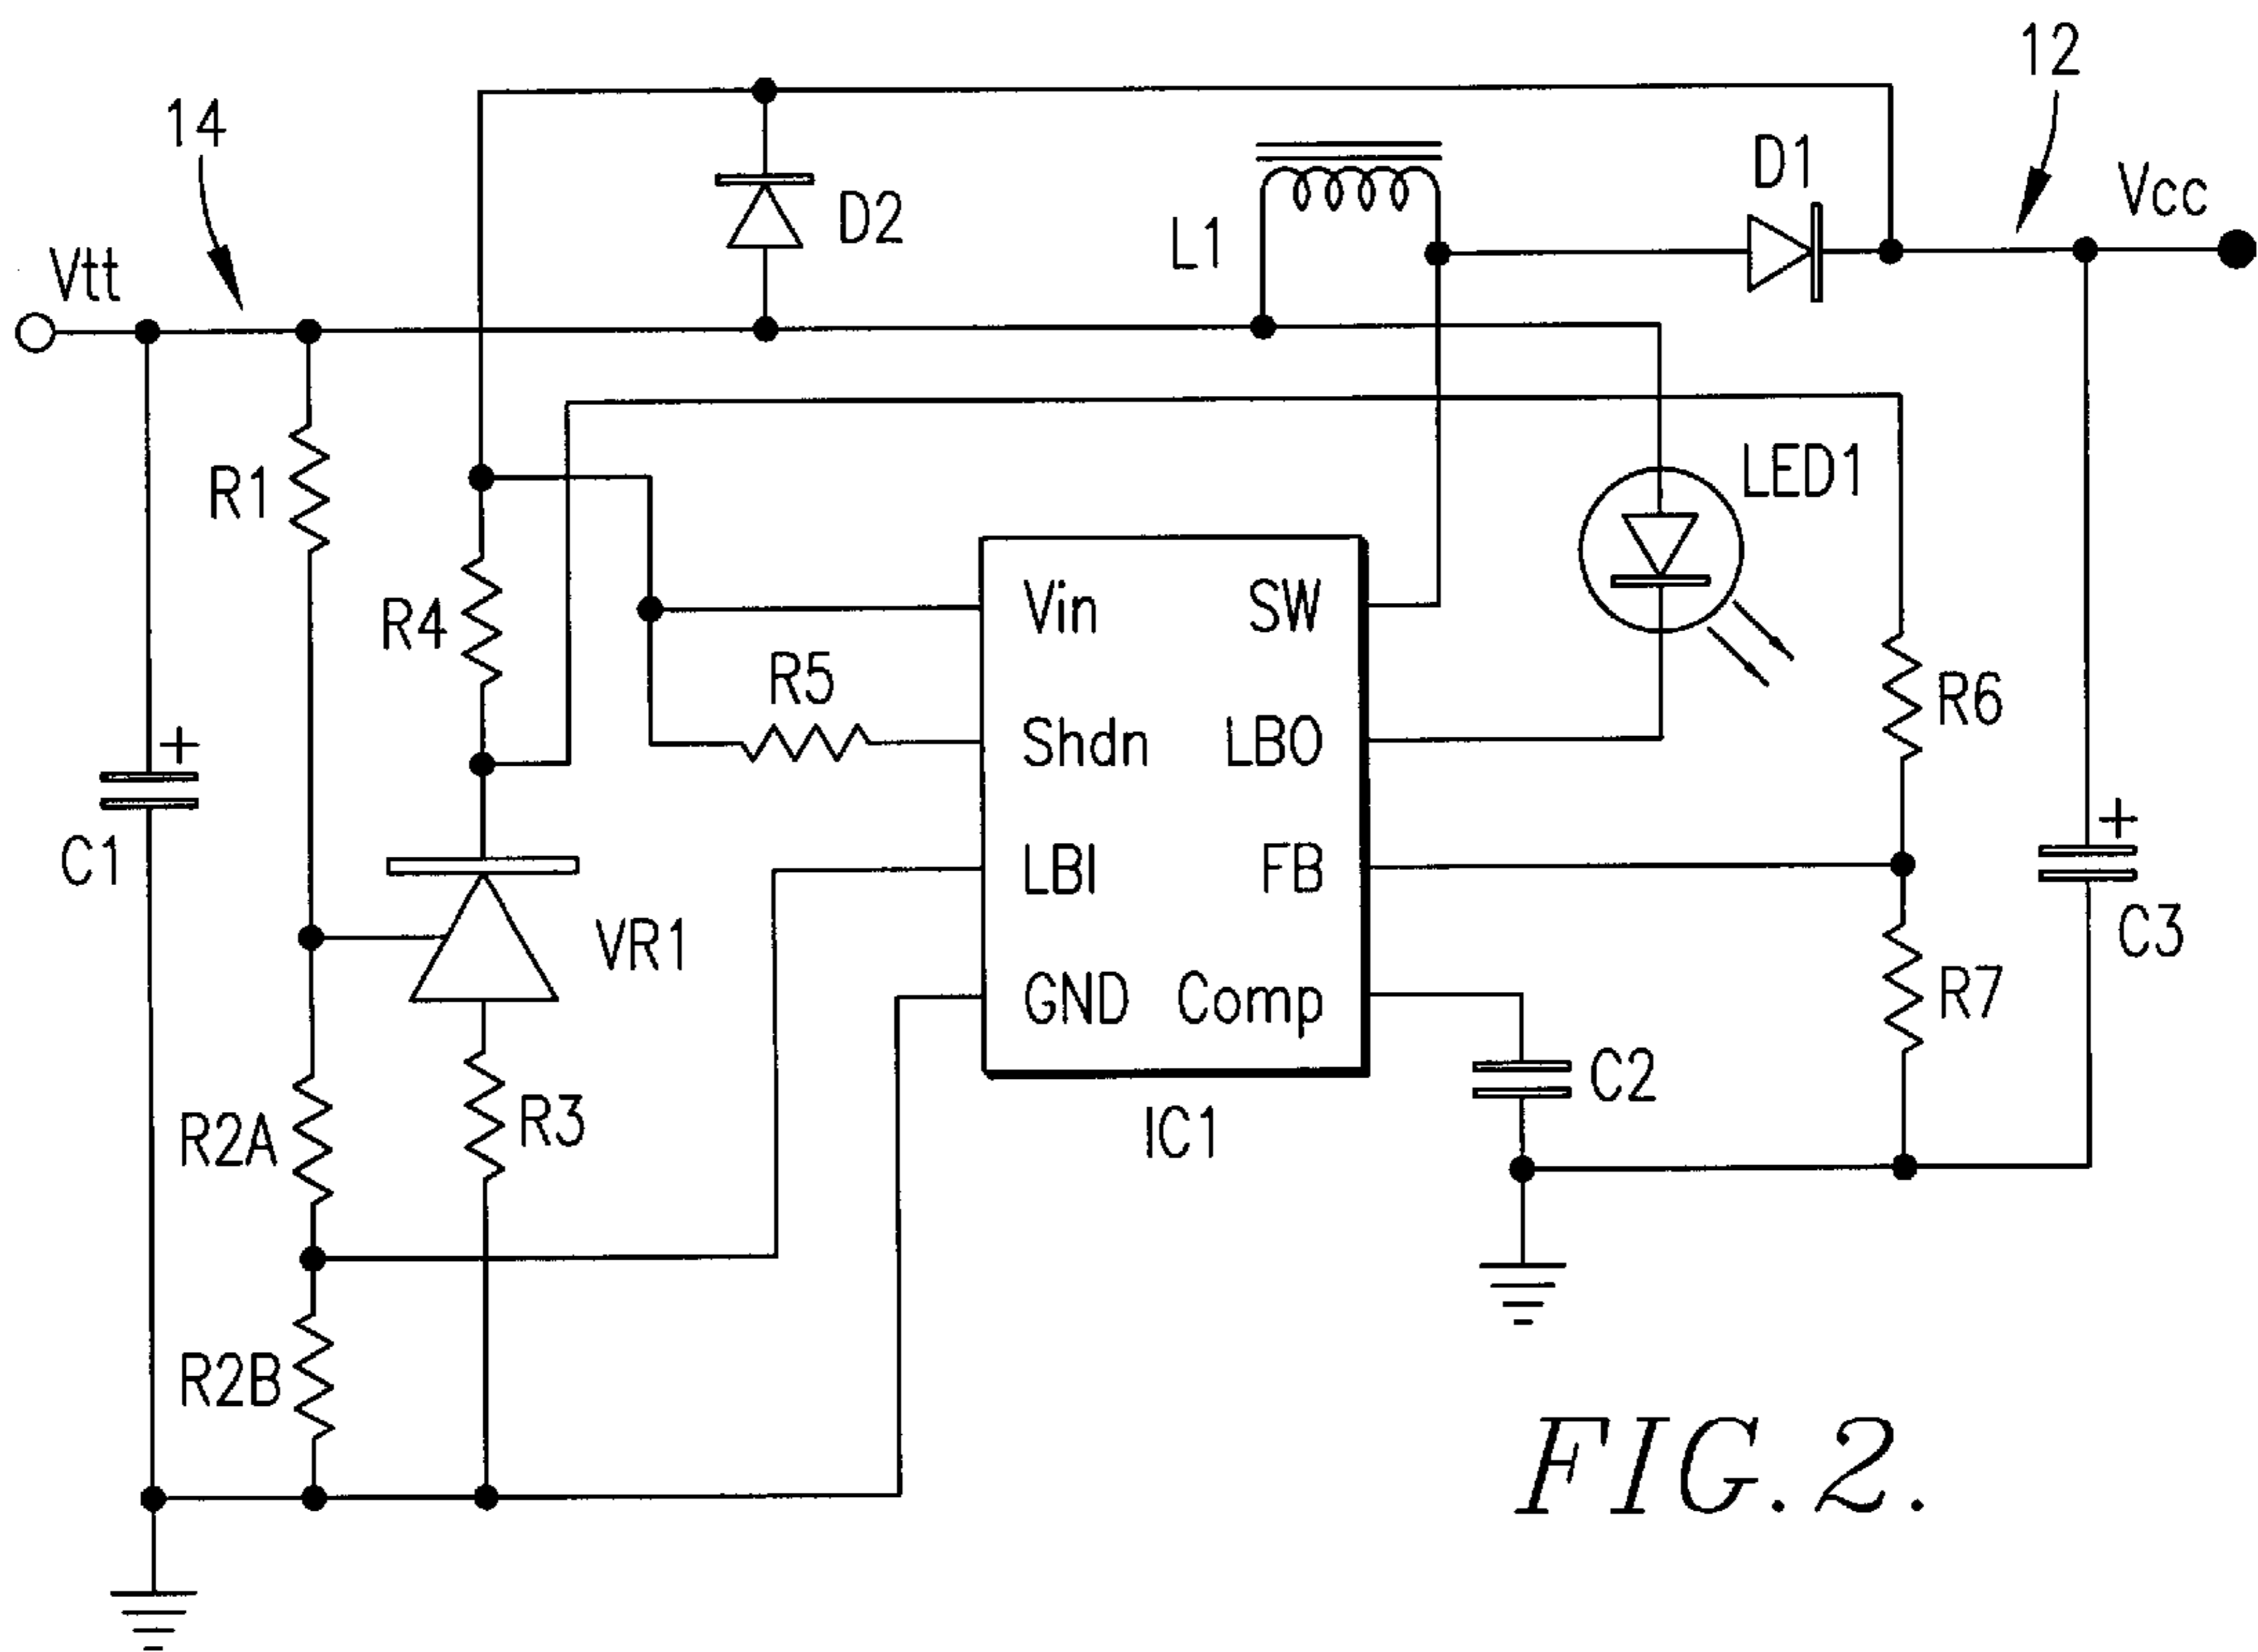 12
14
D1
Vcc
D2
L1
Vtt
LED1
R1
R4
Vin
SW
R5
R6
Shdn
LBO
+
+
C1
LBI
FB
VR1
C3
GND
Comp
R7
C2
R2A
R3
IC1
R2B
FIG.2.